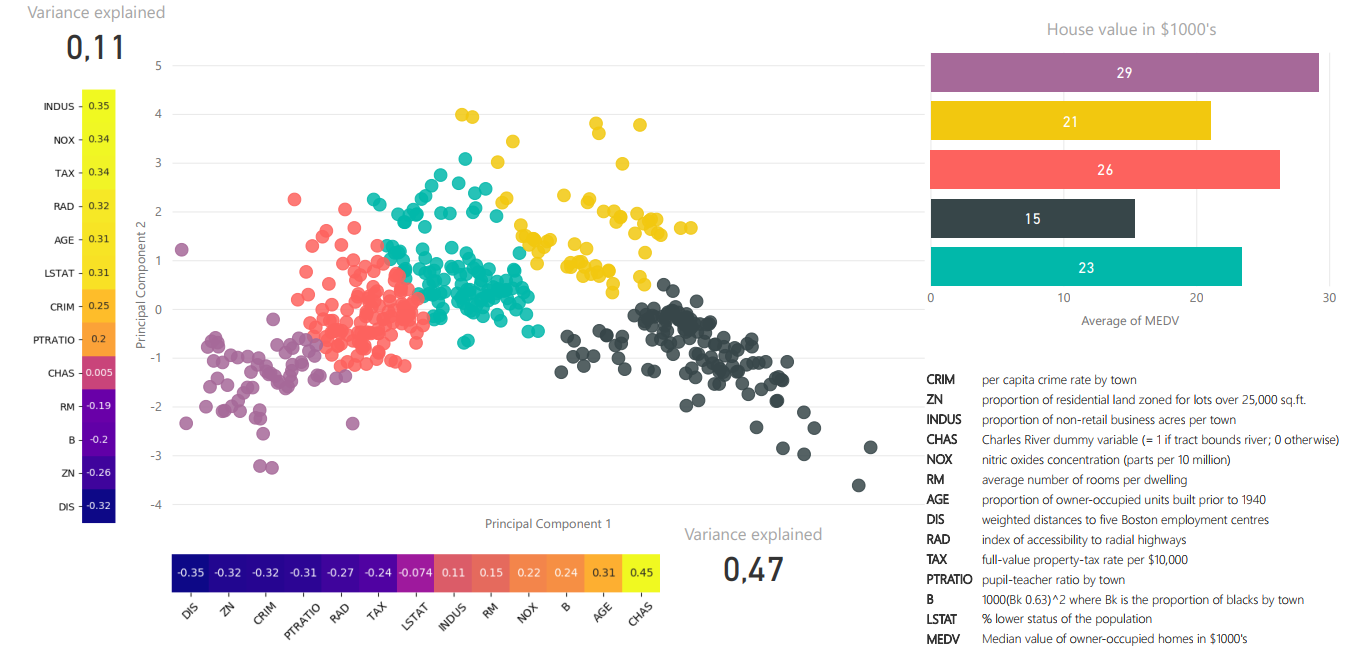 Variance explained
0,11
INDUS 0.35
NOX 0.34
TAX 0.34
RAD 0.32
AGE 0.31
LSTAT 0.31
CRIM 0.25
PTRATIO 0.2
CHAS 0.005
RM -0.19
B -0.2
ZN -0.26
DIS -0.32
Principal Component 2
5
4
3
2
1
0
-1
-2
-3
-4
Principal Component 1
-0.35 -0.32 -0.32 -0.31 -0.27 -0.24 -0.074 0.11 0.15 0.22 0.24 0.31 0.45
DIS ZN CRIM PTRATIO RAD TAX LSTAT INDUS RM NOX B AGE CHAS
Variance explained
0,47
House value in $1000's
29
21
26
15
23
0 10 20 30
Average of MEDV
CRIM per capita crime rate by town
ZN proportion of residential land zoned for lots over 25,000 sq.ft.
INDUS proportion of non-retail business acres per town
CHAS Charles River dummy variable (= 1 if tract bounds river; 0 otherwise)
NOX nitric oxides concentration (parts per 10 million)
RM average number of rooms per dwelling
AGE proportion of owner-occupied units built prior to 1940
DIS weighted distances to five Boston employment centres
RAD index of accessibility to radial highways
TAX full-value property-tax rate per $10,000
PTRATIO pupil-teacher ratio by town
B 1000(Bk 0.63)^2 where Bk is the proportion of blacks by town
LSTAT % lower status of the population
MEDV Median value of owner-occupied homes in $1000's